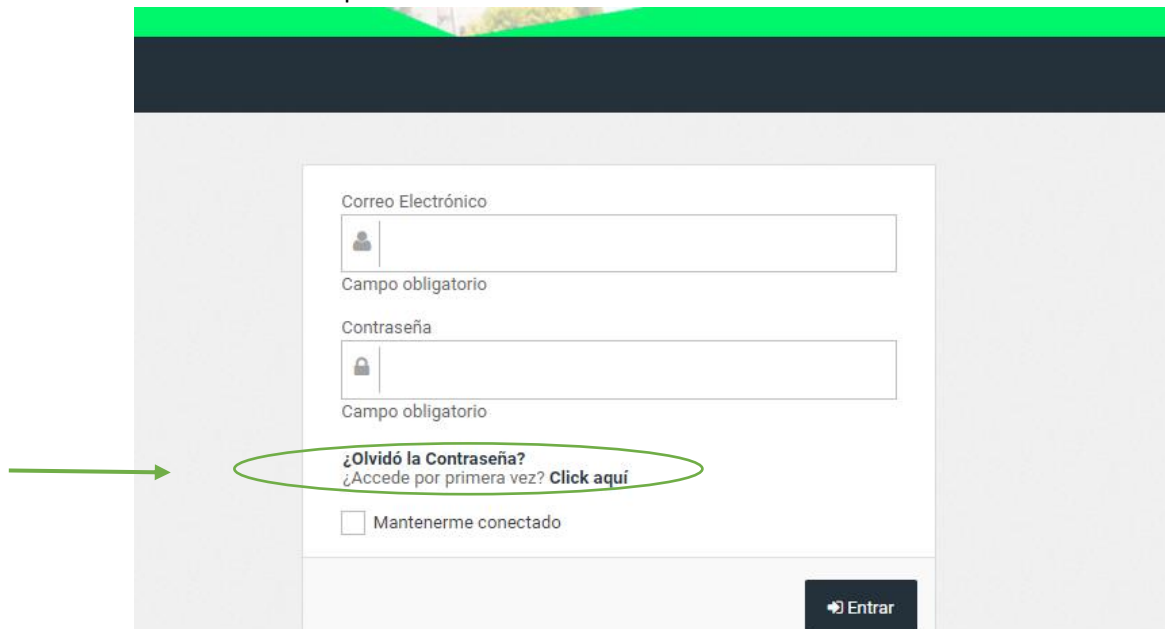 Correo Electrónico
Campo obligatorio
Contraseña
Campo obligatorio
¿Olvidó la Contraseña?
¿Accede por primera vez? Click aquí
Mantenerme conectado
Entrar